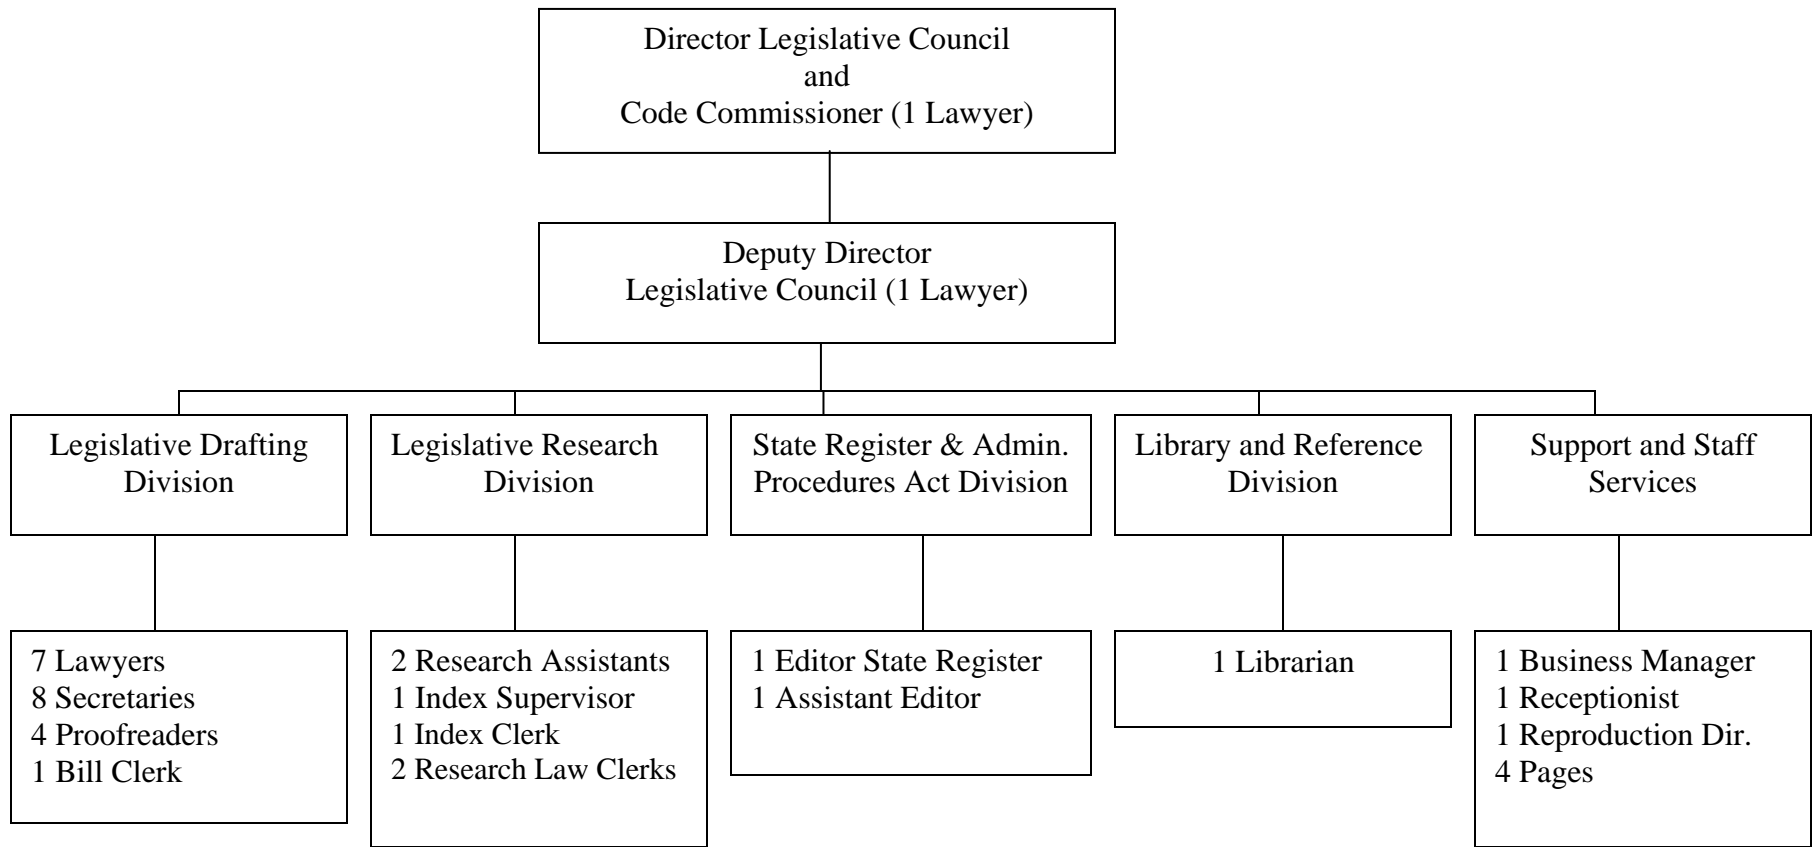 Director Legislative Council
and
Code Commissioner (1 Lawyer)
Deputy Director
Legislative Council (1 Lawyer)
Legislative Drafting
Division
Legislative Research
Division
State Register & Admin.
Procedures Act Division
Library and Reference
Division
Support and Staff
Services
7 Lawyers
8 Secretaries
4 Proofreaders
1 Bill Clerk
2 Research Assistants
1 Index Supervisor
1 Index Clerk
2 Research Law Clerks
1 Editor State Register
1 Assistant Editor
1 Librarian
1 Business Manager
1 Receptionist
1 Reproduction Dir.
4 Pages